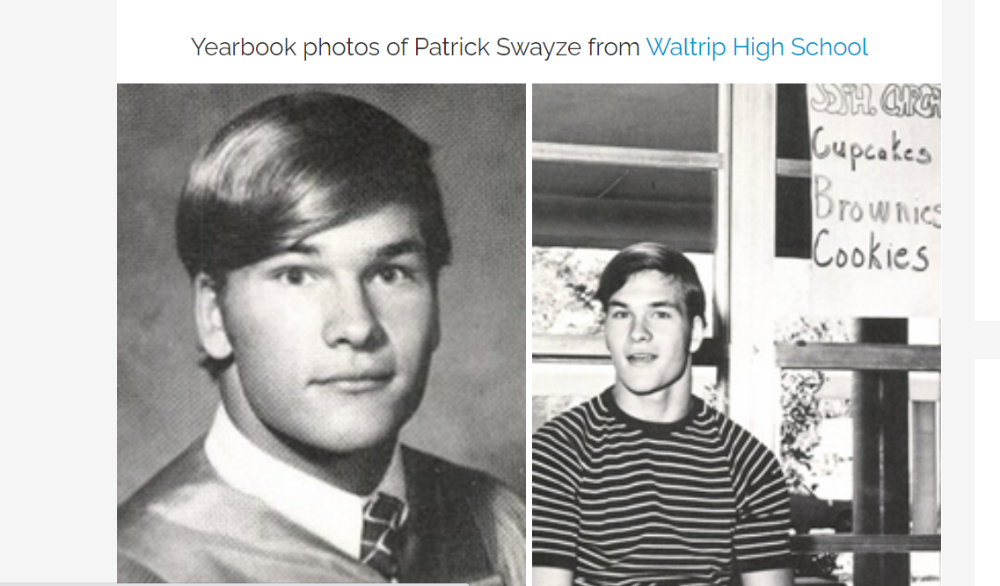 Yearbook photos of Patrick Swayze from Waltrip High School
Cupcakes
Brownies
Cookies